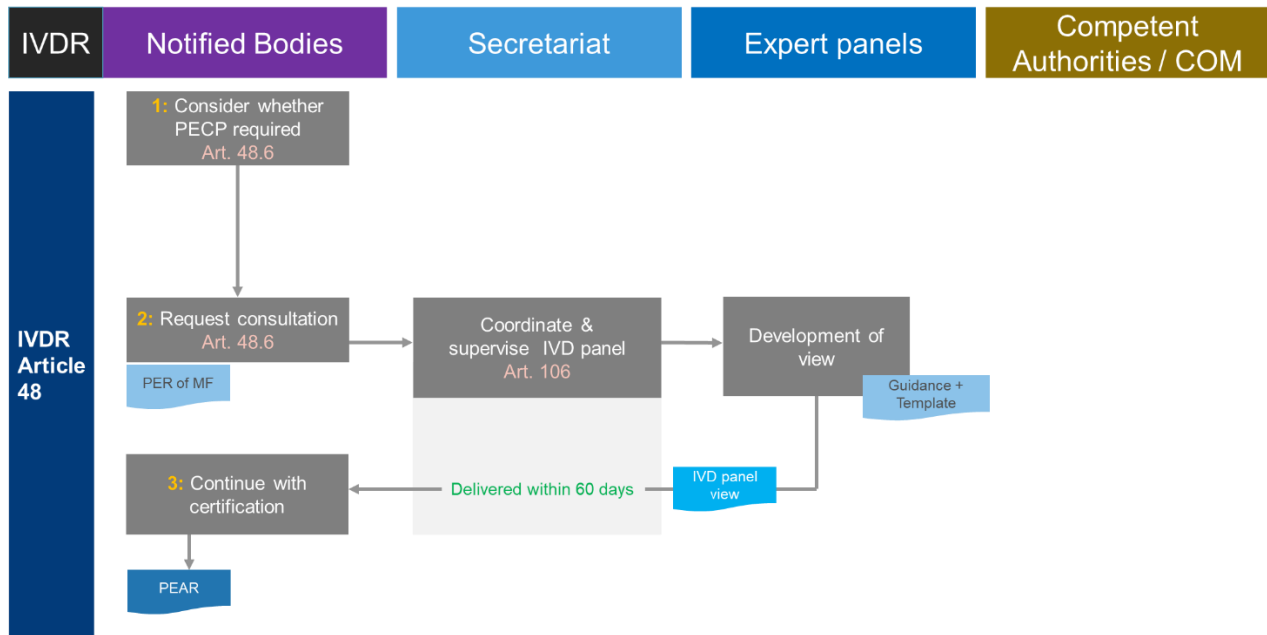 IVDR
Notified Bodies
Secretariat
Expert panels
Competent
Authorities / COM
IVDR
Article
48
1: Consider whether
PECP required
Art. 48.6
2: Request consultation
Art. 48.6
PER of MF
Coordinate &
supervise IVD panel
Art. 106
Development of
view
Guidance +
Template
3: Continue with
certification
Delivered within 60 days
IVD panel
view
PEAR